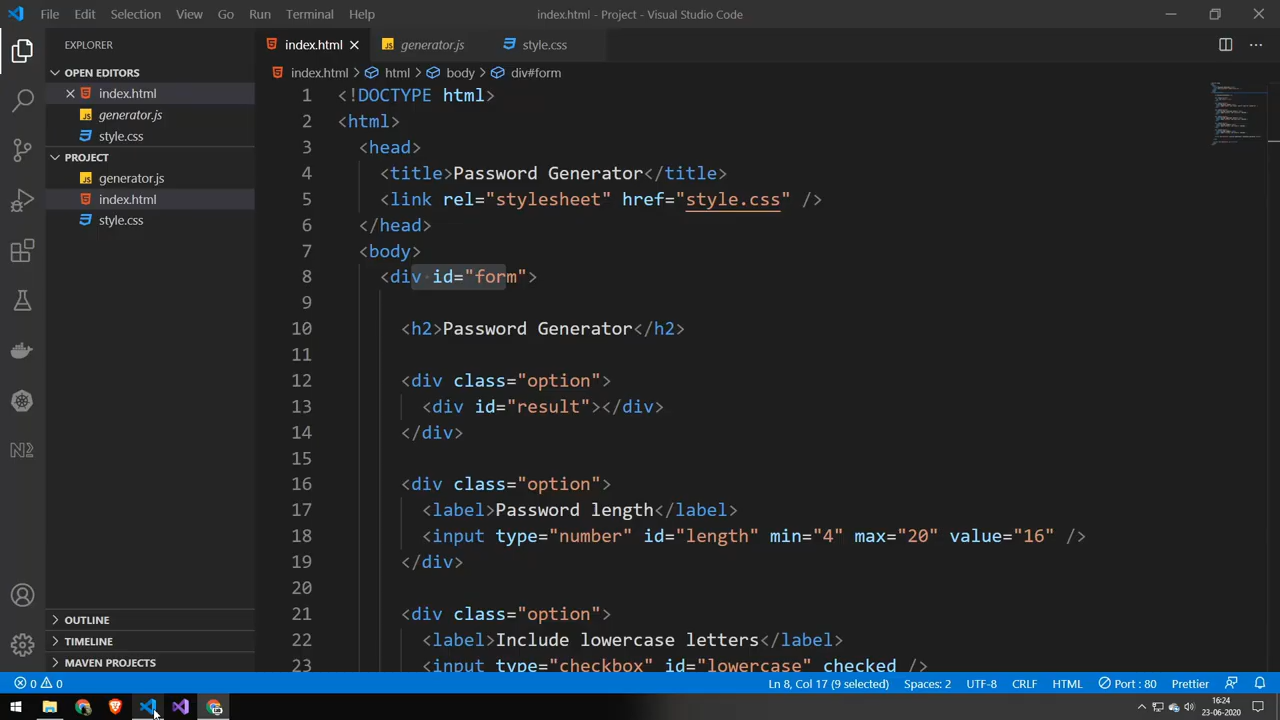 File Edit Selection View Go Run Terminal Help index.html - Project - Visual Studio Code
EXPLORER
OPEN EDITORS
index.html
generator.js
style.css
PROJECT
generator.js
index.html
style.css
OUTLINE
TIMELINE
MAVEN PROJECTS
index.html generator.js style.css
index.html > html > body > div#form
1 <!DOCTYPE html>
2 <html>
3 <head>
4 <title>Password Generator</title>
5 <link rel="stylesheet" href="style.css" />
6 </head>
7 <body>
8 <div id="form">
9
10 <h2>Password Generator</h2>
11
12 <div class="option">
13 <div id="result"></div>
14 </div>
15
16 <div class="option">
17 <label>Password length</label>
18 <input type="number" id="length" min="4" max="20" value="16" />
19 </div>
20
21 <div class="option">
22 <label>Include lowercase letters</label>
23 <input type="checkbox" id="lowercase" checked />
0 0 Ln 8, Col 17 (9 selected) Spaces: 2 UTF-8 CRLF HTML Port : 80 Prettier
16:24
23-06-2020